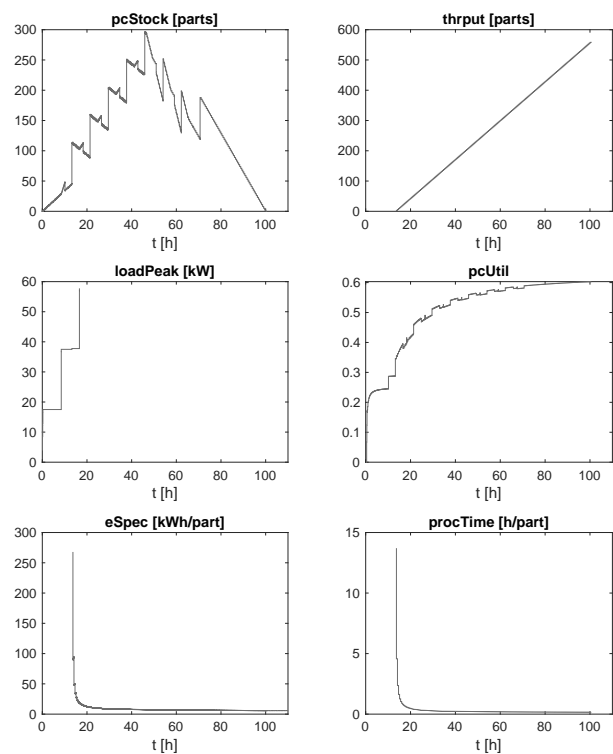 pcStock [parts]
300
250
200
150
100
50
0
0 20 40 60 80 100
t [h]
thrput [parts]
600
500
400
300
200
100
0
0 20 40 60 80 100
t [h]
loadPeak [kW]
60
50
40
30
20
10
0
0 20 40 60 80 100
t [h]
pcUtil
0.6
0.5
0.4
0.3
0.2
0.1
0
0 20 40 60 80 100
t [h]
eSpec [kWh/part]
300
250
200
150
100
50
0
0 20 40 60 80 100
t [h]
procTime [h/part]
15
10
5
0
0 20 40 60 80 100
t [h]